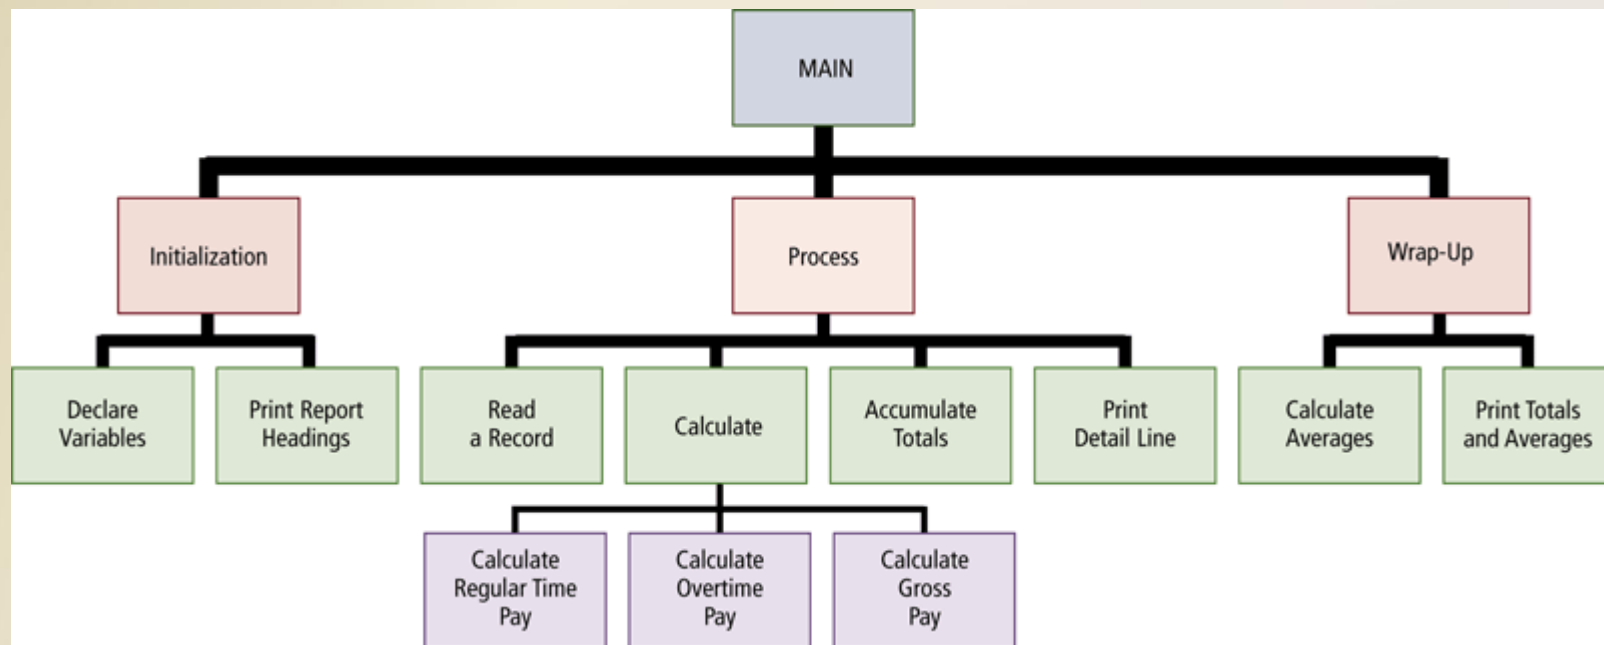 MAIN
Initialization
Process
Wrap-Up
Declare
Variables
Print Report
Headings
Read
a Record
Calculate
Accumulate
Totals
Print
Detail Line
Calculate
Averages
Print Totals
and Averages
Calculate
Regular Time
Pay
Calculate
Overtime
Pay
Calculate
Gross
Pay